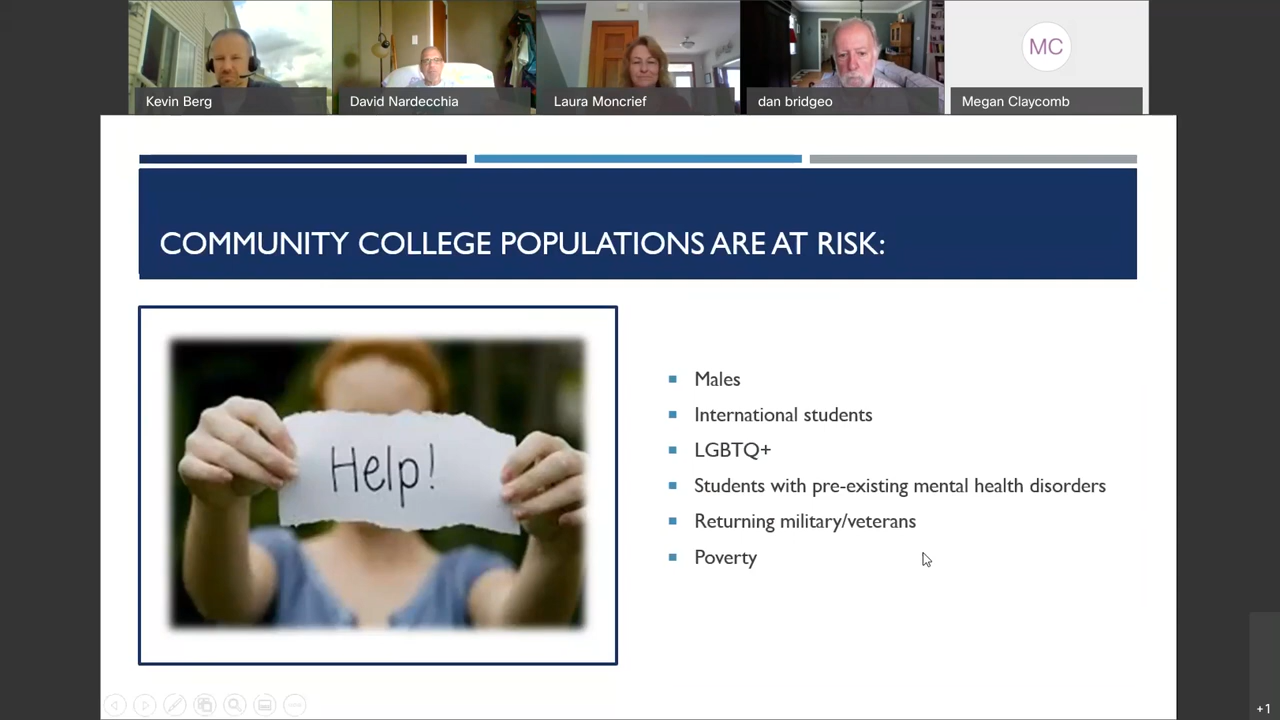 Kevin Berg
David Nardecchia
Laura Moncrief
dan bridgeo
MC
Megan Claycomb
COMMUNITY COLLEGE POPULATIONS ARE AT RISK:
Help!
Males
International students
LGBTQ+
Students with pre-existing mental health disorders
Returning military/veterans
Poverty
+1